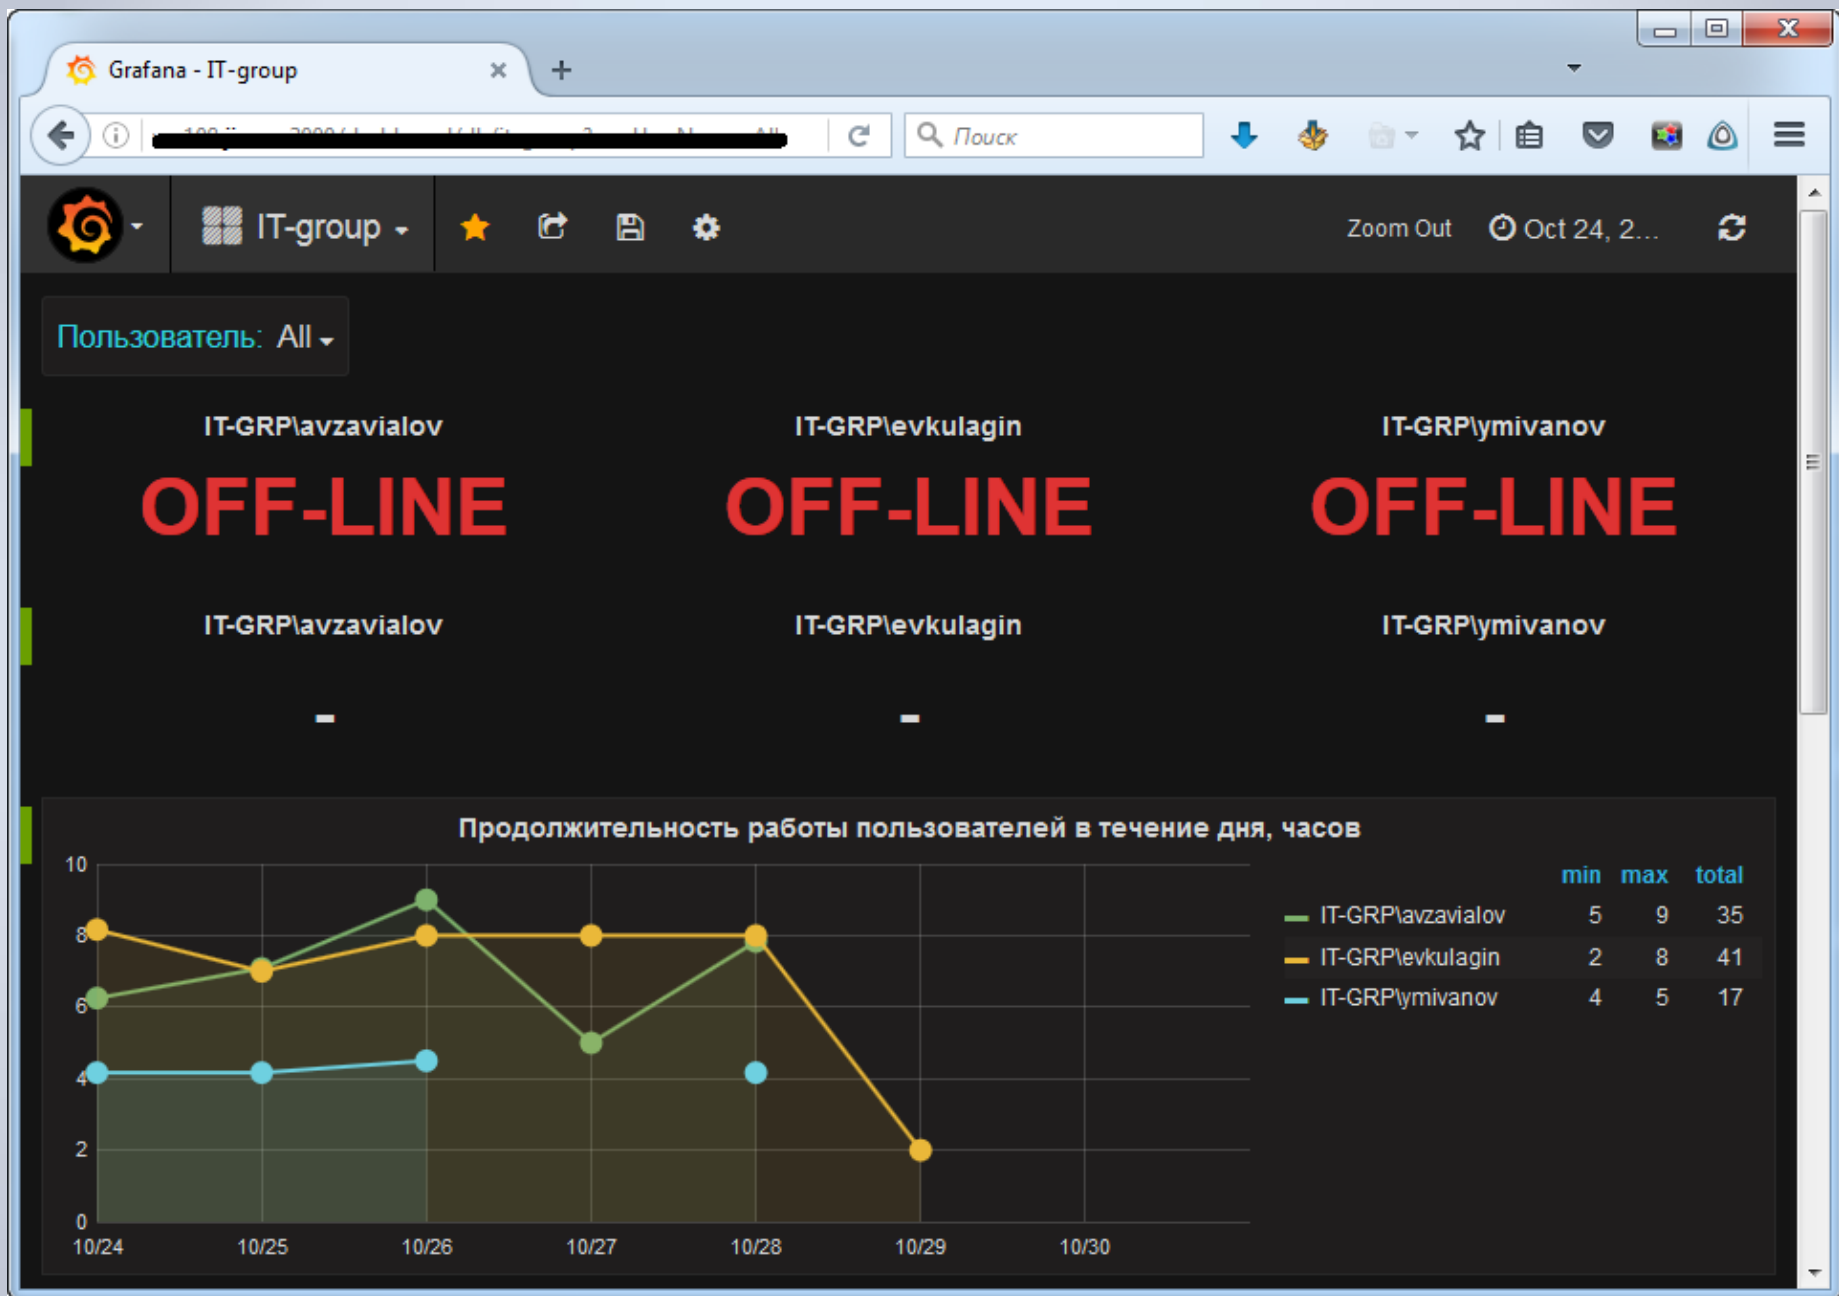 Grafana - IT-group
Поиск
IT-group
Zoom Out
Oct 24, 2...
Пользователь: All
IT-GRP\avzavialov
IT-GRP\evkulagin
IT-GRP\ymivanov
OFF-LINE
OFF-LINE
OFF-LINE
IT-GRP\avzavialov
IT-GRP\evkulagin
IT-GRP\ymivanov
-
-
-
Продолжительность работы пользователей в течение дня, часов
10
8
6
4
2
0
10/24
10/25
10/26
10/27
10/28
10/29
10/30
min max total
IT-GRP\avzavialov 5 9 35
IT-GRP\evkulagin 2 8 41
IT-GRP\ymivanov 4 5 17